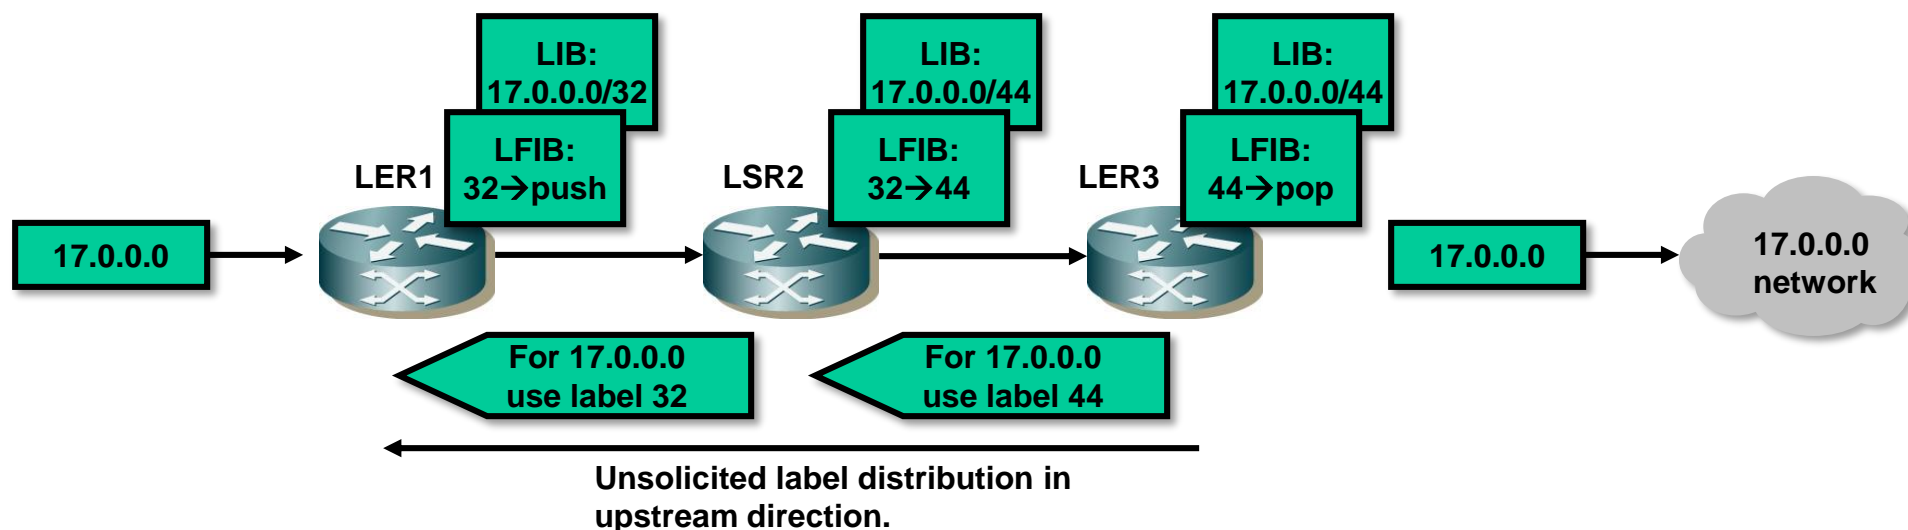 LIB:
17.0.0.0/32
LFIB:
32→push
LER1
LIB:
17.0.0.0/44
LFIB:
32→44
LSR2
LIB:
17.0.0.0/44
LFIB:
44→pop
LER3
17.0.0.0
17.0.0.0
17.0.0.0
network
For 17.0.0.0
use label 32
For 17.0.0.0
use label 44
Unsolicited label distribution in
upstream direction.